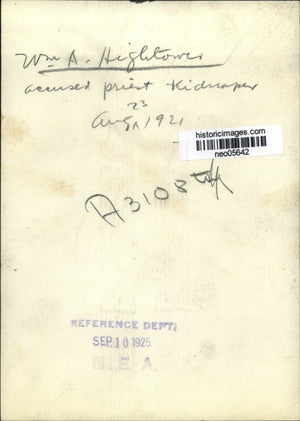 Wm A. Hightower
accused priest kidnaper
23
Aug, 1921
historicimages.com
neo05642
A3108
REFERENCE DEPT.
SEP 10 1925
N. E. A.